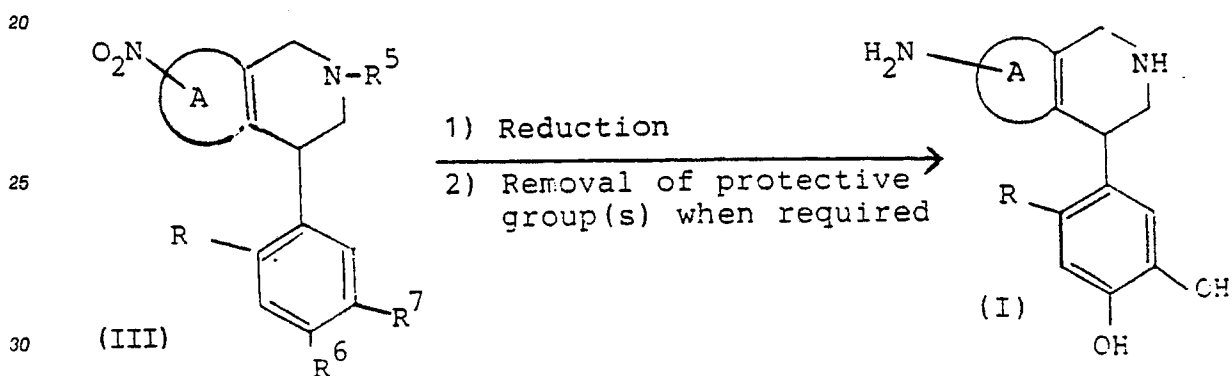 20
O₂N
A
N-R⁵
R
R⁷
R⁶
(III)
1) Reduction
2) Removal of protective
group(s) when required
25
30
H₂N
A
NH
R
OH
OH
(I)